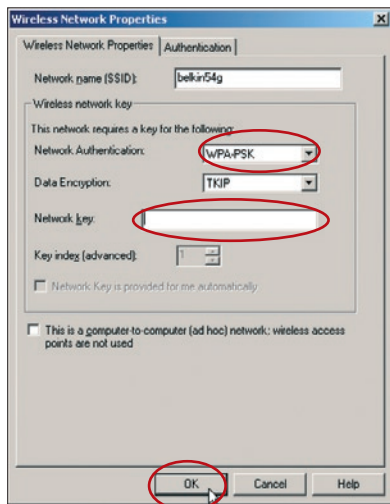 Wireless Network Properties
Wireless Network Properties
Authentication
Network name (SSID):
belkin54g
Wireless network key
This network requires a key for the following:
Network Authentication:
WPA-PSK
Data Encryption:
TKIP
Network key:
Key index (advanced):
1
Network Key is provided for me automatically
This is a computer-to-computer (ad hoc) network; wireless access
points are not used
OK
Cancel
Help